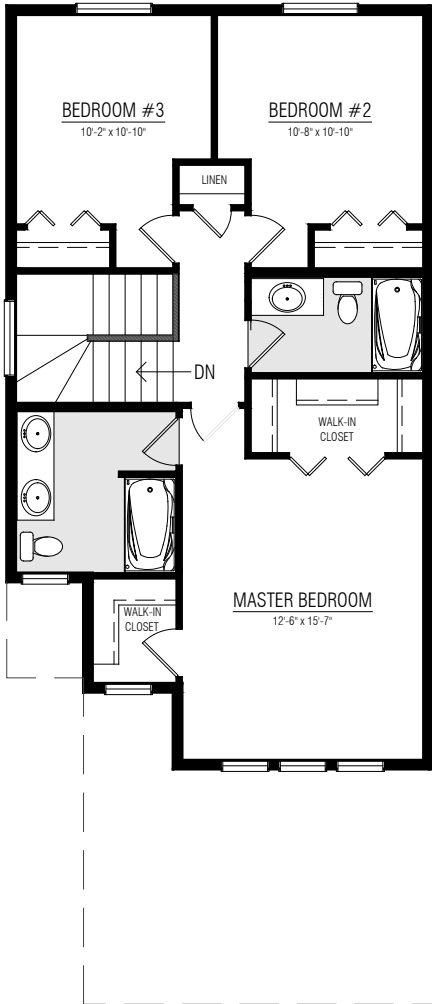 BEDROOM #3
10'-2" x 10'-10"
BEDROOM #2
10'-8" x 10'-10"
LINEN
DN
WALK-IN
CLOSET
MASTER BEDROOM
12'-6" x 15'-7"
WALK-IN
CLOSET